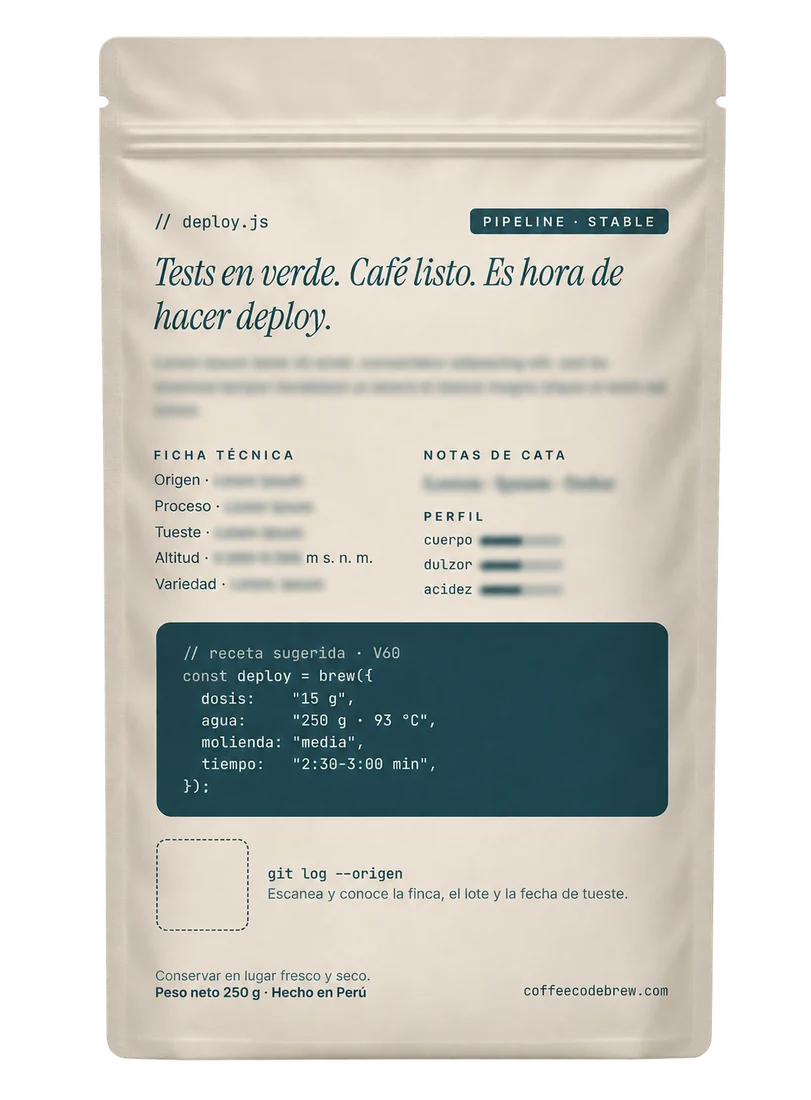 // deploy.js
PIPELINE · STABLE
Tests en verde. Café listo. Es hora de
hacer deploy.
FICHA TÉCNICA
Origen ·
Proceso ·
Tueste ·
Altitud · m s. n. m.
Variedad ·
NOTAS DE CATA
PERFIL
cuerpo
dulzor
acidez
// receta sugerida · V60
const deploy = brew({
  dosis:    "15 g",
  agua:     "250 g · 93 °C",
  molienda: "media",
  tiempo:   "2:30-3:00 min",
});
git log --origen
Escanea y conoce la finca, el lote y la fecha de tueste.
Conservar en lugar fresco y seco.
Peso neto 250 g · Hecho en Perú
coffeecodebrew.com